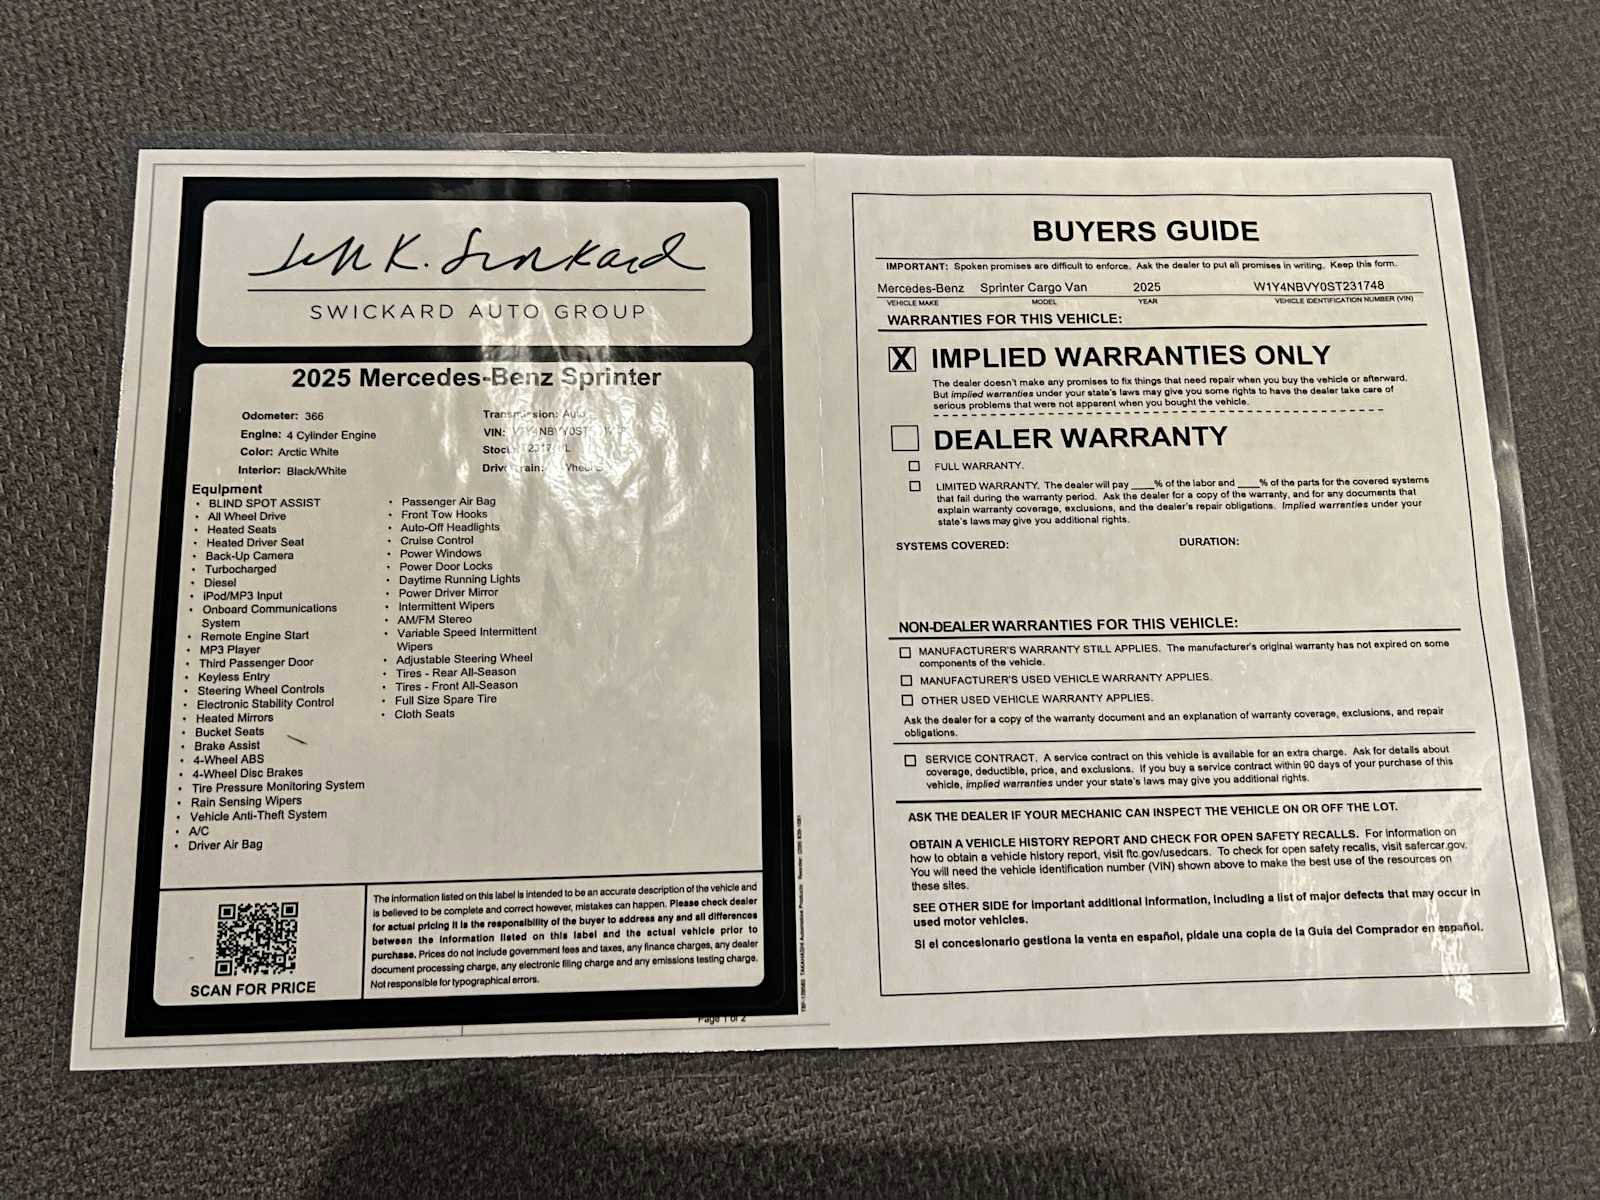 Jeff K. Swickard
SWICKARD AUTO GROUP
2025 Mercedes-Benz Sprinter
Odometer: 366
Engine: 4 Cylinder Engine
Color: Arctic White
Interior: Black/White
Transmission: Auto
VIN:
Stock:
Drivetrain:
Equipment
• BLIND SPOT ASSIST
• All Wheel Drive
• Heated Seats
• Heated Driver Seat
• Back-Up Camera
• Turbocharged
• Diesel
• iPod/MP3 Input
• Onboard Communications
System
• Remote Engine Start
• MP3 Player
• Third Passenger Door
• Keyless Entry
• Steering Wheel Controls
• Electronic Stability Control
• Heated Mirrors
• Bucket Seats
• Brake Assist
• 4-Wheel ABS
• 4-Wheel Disc Brakes
• Tire Pressure Monitoring System
• Rain Sensing Wipers
• Vehicle Anti-Theft System
• A/C
• Driver Air Bag
• Passenger Air Bag
• Front Tow Hooks
• Auto-Off Headlights
• Cruise Control
• Power Windows
• Power Door Locks
• Daytime Running Lights
• Power Driver Mirror
• Intermittent Wipers
• AM/FM Stereo
• Variable Speed Intermittent
Wipers
• Adjustable Steering Wheel
• Tires - Rear All-Season
• Tires - Front All-Season
• Full Size Spare Tire
• Cloth Seats
SCAN FOR PRICE
The information listed on this label is intended to be an accurate description of the vehicle and
is believed to be complete and correct however, mistakes can happen. Please check dealer
for actual pricing It is the responsibility of the buyer to address any and all differences
between the information listed on this label and the actual vehicle prior to
purchase. Prices do not include government fees and taxes, any finance charges, any dealer
document processing charge, any electronic filing charge and any emissions testing charge.
Not responsible for typographical errors.
Page 1 of 2
BUYERS GUIDE
IMPORTANT: Spoken promises are difficult to enforce. Ask the dealer to put all promises in writing. Keep this form.
Mercedes-Benz Sprinter Cargo Van 2025 W1Y4NBVY0ST231748
VEHICLE MAKE MODEL YEAR VEHICLE IDENTIFICATION NUMBER (VIN)
WARRANTIES FOR THIS VEHICLE:
X IMPLIED WARRANTIES ONLY
The dealer doesn't make any promises to fix things that need repair when you buy the vehicle or afterward.
But implied warranties under your state's laws may give you some rights to have the dealer take care of
serious problems that were not apparent when you bought the vehicle.
DEALER WARRANTY
FULL WARRANTY.
LIMITED WARRANTY. The dealer will pay ____% of the labor and ____% of the parts for the covered systems
that fail during the warranty period. Ask the dealer for a copy of the warranty, and for any documents that
explain warranty coverage, exclusions, and the dealer's repair obligations. Implied warranties under your
state's laws may give you additional rights.
SYSTEMS COVERED: DURATION:
NON-DEALER WARRANTIES FOR THIS VEHICLE:
MANUFACTURER'S WARRANTY STILL APPLIES. The manufacturer's original warranty has not expired on some
components of the vehicle.
MANUFACTURER'S USED VEHICLE WARRANTY APPLIES.
OTHER USED VEHICLE WARRANTY APPLIES.
Ask the dealer for a copy of the warranty document and an explanation of warranty coverage, exclusions, and repair
obligations.
SERVICE CONTRACT. A service contract on this vehicle is available for an extra charge. Ask for details about
coverage, deductible, price, and exclusions. If you buy a service contract within 90 days of your purchase of this
vehicle, implied warranties under your state's laws may give you additional rights.
ASK THE DEALER IF YOUR MECHANIC CAN INSPECT THE VEHICLE ON OR OFF THE LOT.
OBTAIN A VEHICLE HISTORY REPORT AND CHECK FOR OPEN SAFETY RECALLS. For information on
how to obtain a vehicle history report, visit ftc.gov/usedcars. To check for open safety recalls, visit safercar.gov.
You will need the vehicle identification number (VIN) shown above to make the best use of the resources on
these sites.
SEE OTHER SIDE for important additional information, including a list of major defects that may occur in
used motor vehicles.
Si el concesionario gestiona la venta en español, pídale una copia de la Guía del Comprador en español.